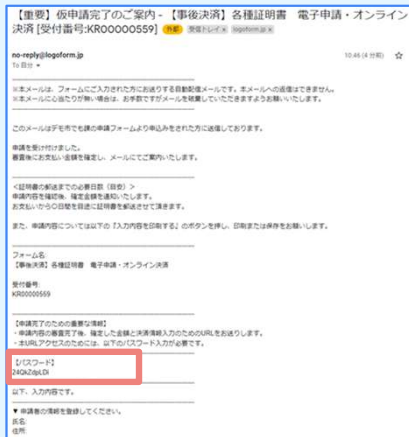 【重要】仮申請完了のご案内 - 【事後決済】各種証明書　電子申請・オンライン
決済 [受付番号:KR00000559]　外部　受信トレイ×　logoform.jp ×
no-reply@logoform.jp　10:46 (4 分前)　☆
To 自分
※本メールは、フォームにご入力された方にお送りする自動配信メールです。本メールへの返信はできません。
※本メールに心当たりが無い場合は、お手数ですがメールを破棄していただきますようお願いいたします。
このメールはデモ市でも課の申請フォームより申込みをされた方に送信しております。
申請を受け付けました。
審査後にお支払い金額を確定し、メールにてご案内いたします。
＜証明書の郵送までの必要日数（目安）＞
申請内容を確認後、確定金額を通知いたします。
お支払いから〇日間を目途に証明書を郵送させて頂きます。
また、申請内容については以下の『入力内容を印刷する』のボタンを押し、印刷または保存をお願いします。
フォーム名
【事後決済】各種証明書　電子申請・オンライン決済
受付番号:
KR00000559
【申請完了のための重要な情報】
・申請内容の審査完了後、確定した金額と決済情報入力のためのURLをお送りします。
・本URLアクセスのためには、以下のパスワード入力が必要です。
【パスワード】
24QkZdpLDi
以下、入力内容です。
▼ 申請者の情報を登録してください。
氏名:
住所: